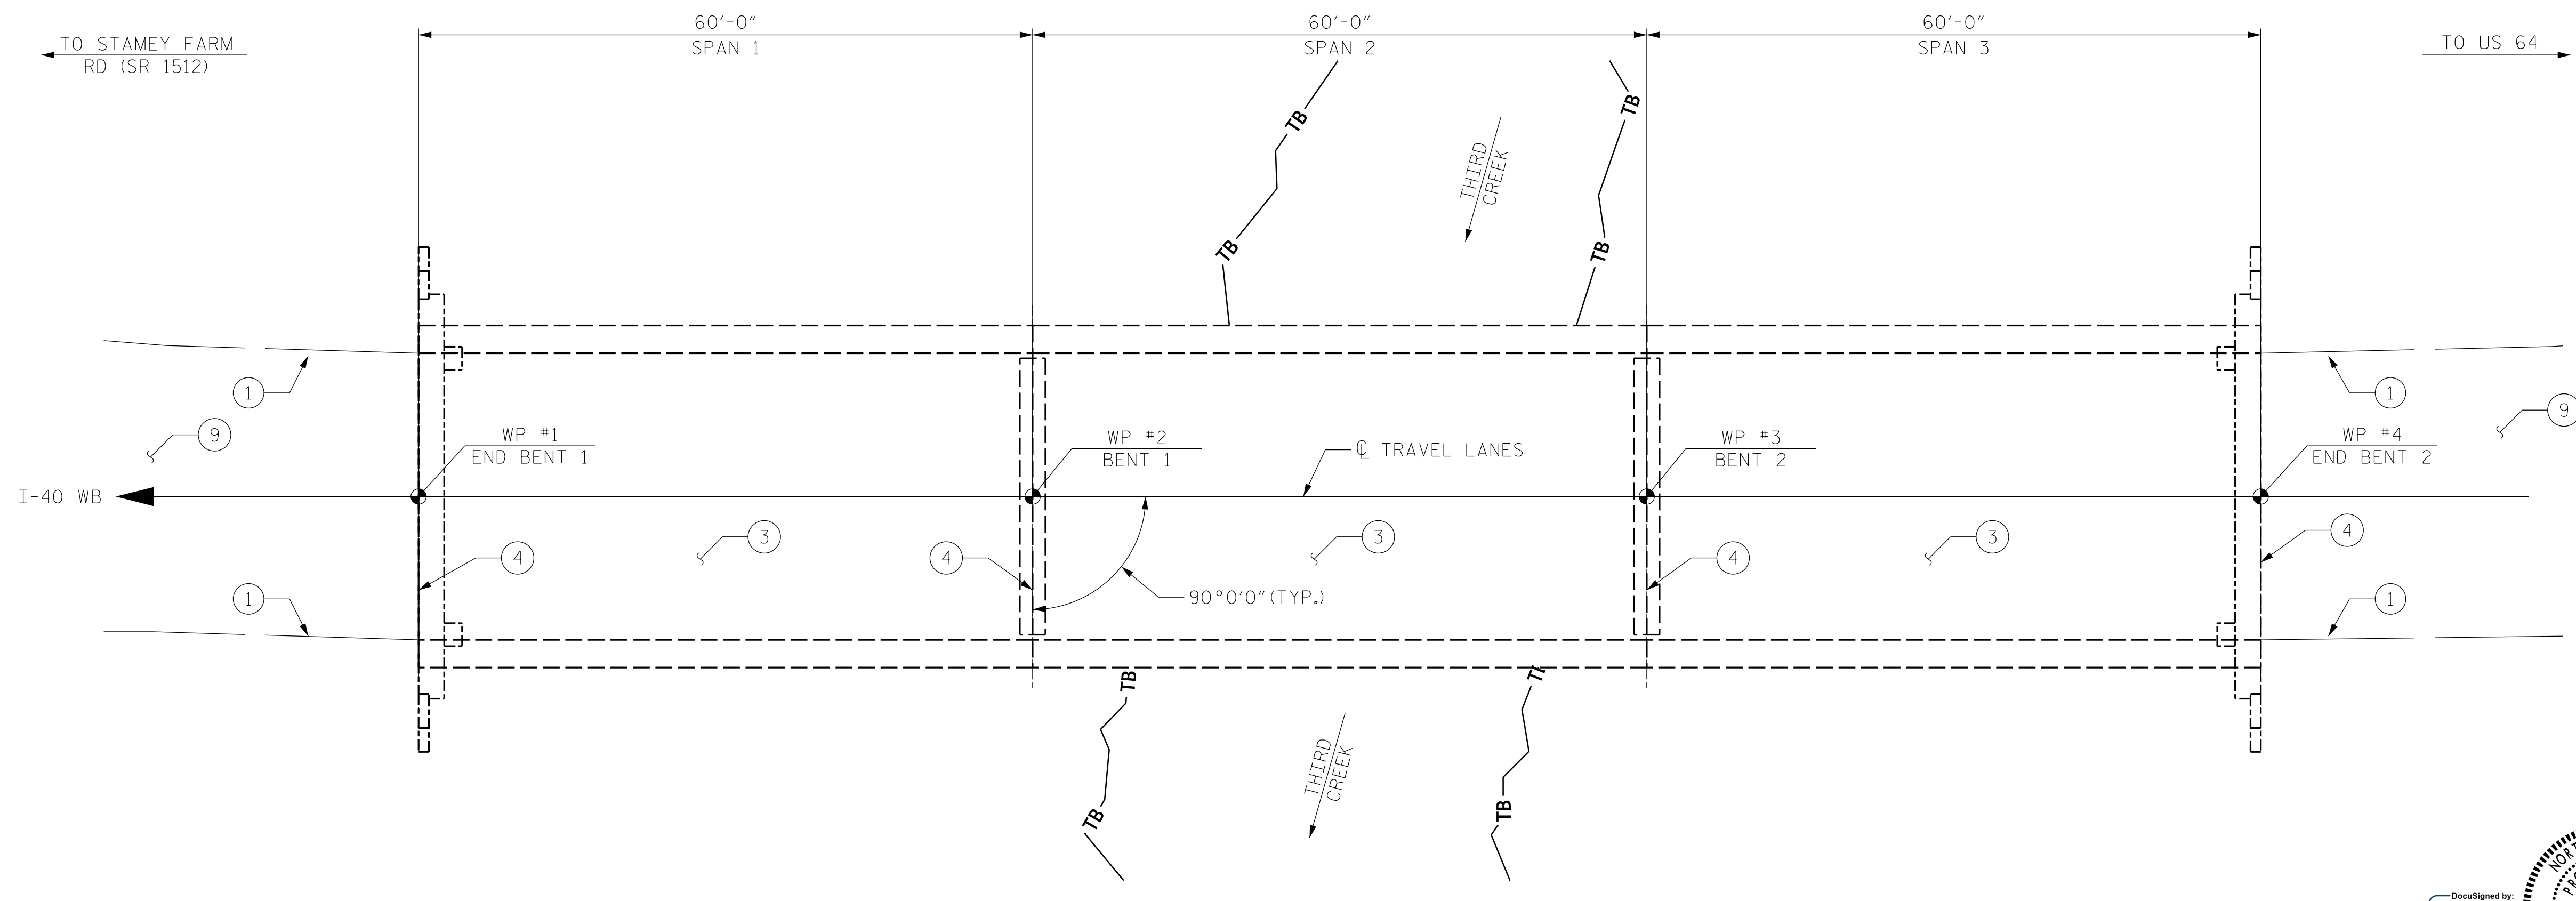 60'-0"
60'-0"
60'-0"
TO STAMEY FARM
RD (SR 1512)
SPAN 1
SPAN 2
SPAN 3
TO US 64
TB
TB
THIRD
CREEK
TB
TB
1
1
9
9
WP #1
END BENT 1
WP #2
BENT 1
℄ TRAVEL LANES
WP #3
BENT 2
WP #4
END BENT 2
I-40 WB
3
3
3
4
4
4
4
90°0'0"(TYP.)
1
1
TB
THIRD
CREEK
TB
TB
DocuSigned by: